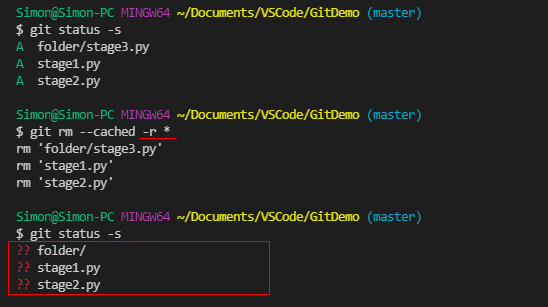 Simon@Simon-PC MINGW64 ~/Documents/VSCode/GitDemo (master)
$ git status -s
A  folder/stage3.py
A  stage1.py
A  stage2.py
Simon@Simon-PC MINGW64 ~/Documents/VSCode/GitDemo (master)
$ git rm --cached -r *
rm 'folder/stage3.py'
rm 'stage1.py'
rm 'stage2.py'
Simon@Simon-PC MINGW64 ~/Documents/VSCode/GitDemo (master)
$ git status -s
?? folder/
?? stage1.py
?? stage2.py